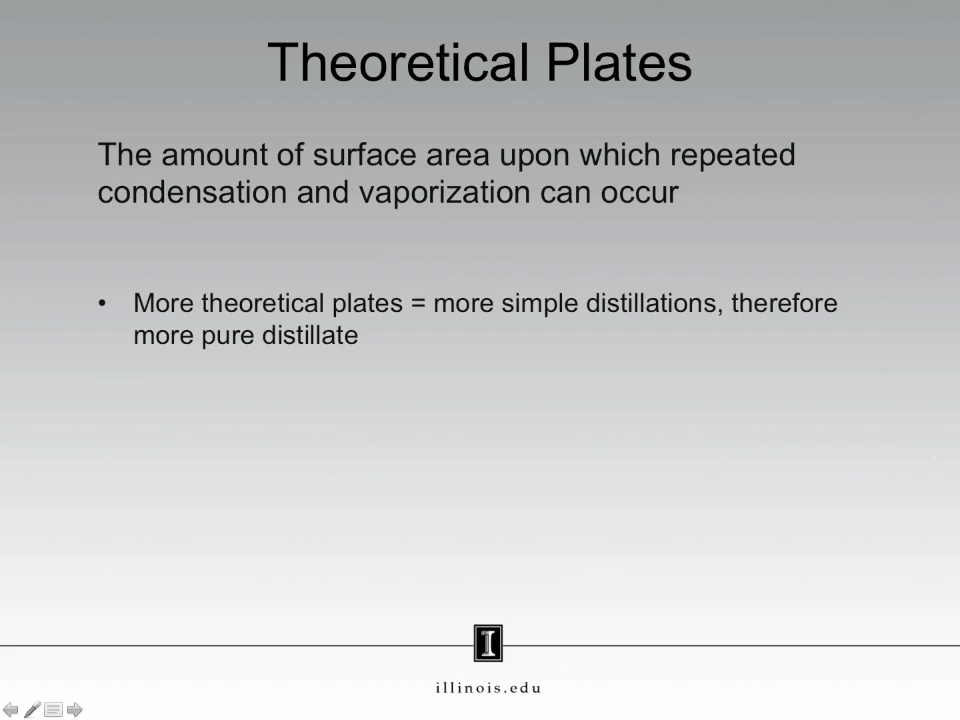 Theoretical Plates
The amount of surface area upon which repeated
condensation and vaporization can occur
• More theoretical plates = more simple distillations, therefore
more pure distillate
I
illinois.edu